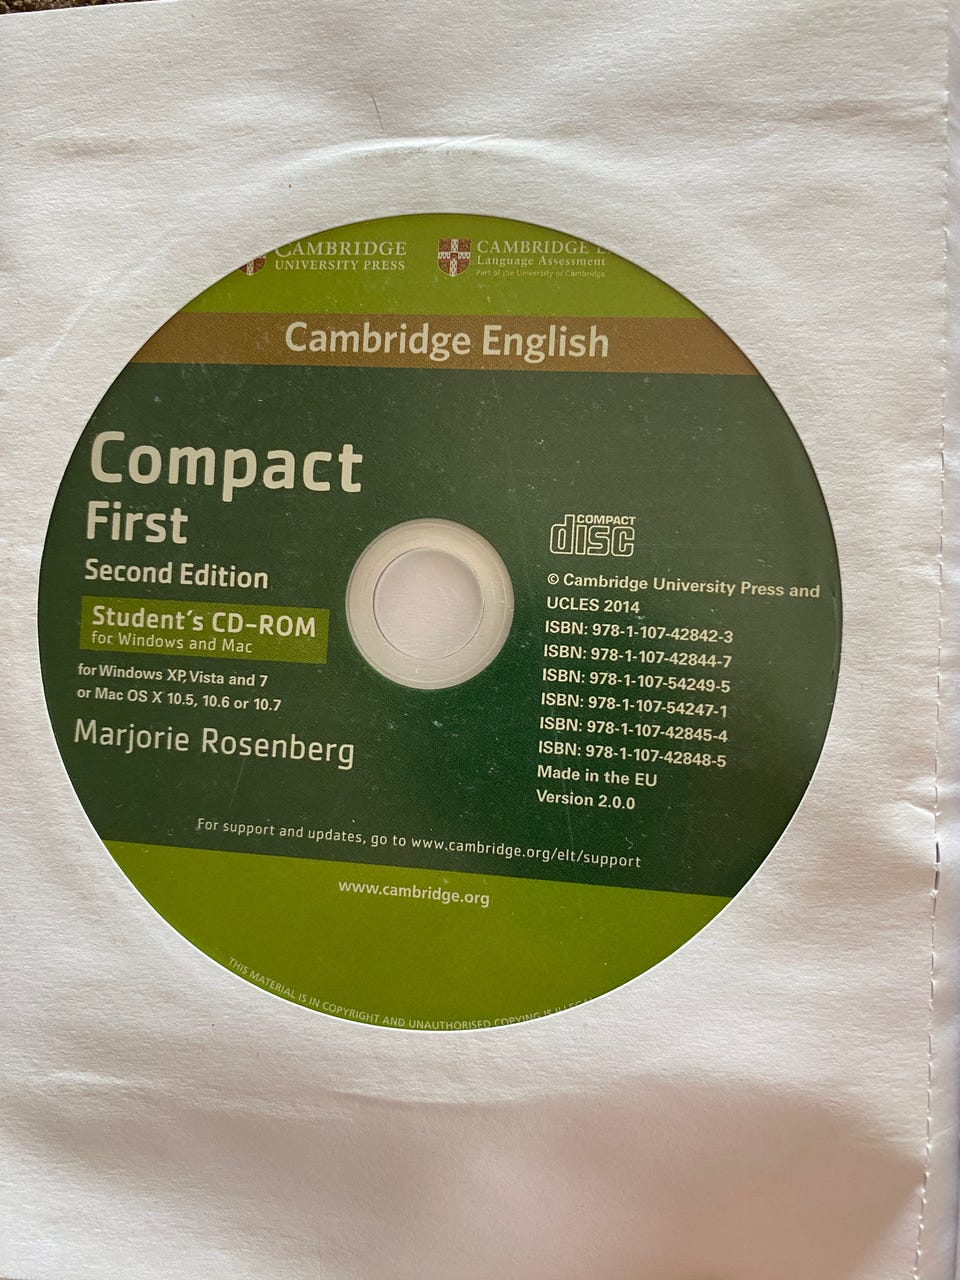 CAMBRIDGE
UNIVERSITY PRESS
CAMBRIDGE E
Language Assessment
Part of the University of Cambridge
Cambridge English
Compact
First
Second Edition
Student's CD-ROM
for Windows and Mac
for Windows XP, Vista and 7
or Mac OS X 10.5, 10.6 or 10.7
Marjorie Rosenberg
COMPACT
disc
© Cambridge University Press and
UCLES 2014
ISBN: 978-1-107-42842-3
ISBN: 978-1-107-42844-7
ISBN: 978-1-107-54249-5
ISBN: 978-1-107-54247-1
ISBN: 978-1-107-42845-4
ISBN: 978-1-107-42848-5
Made in the EU
Version 2.0.0
For support and updates, go to www.cambridge.org/elt/support
www.cambridge.org
THIS MATERIAL IS IN COPYRIGHT AND UNAUTHORISED COPYING IS